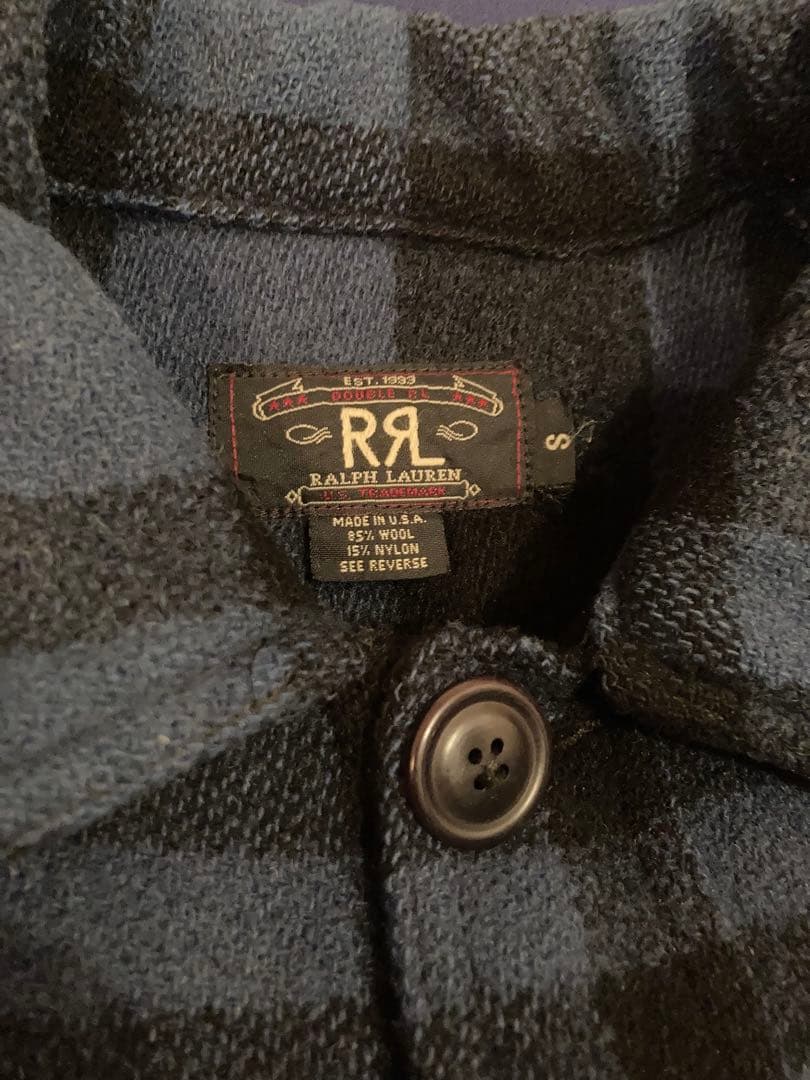 EST. 1993
DOUBLE RL
RRL
S
RALPH LAUREN
U.S. TRADEMARK
MADE IN U.S.A.
85% WOOL
15% NYLON
SEE REVERSE